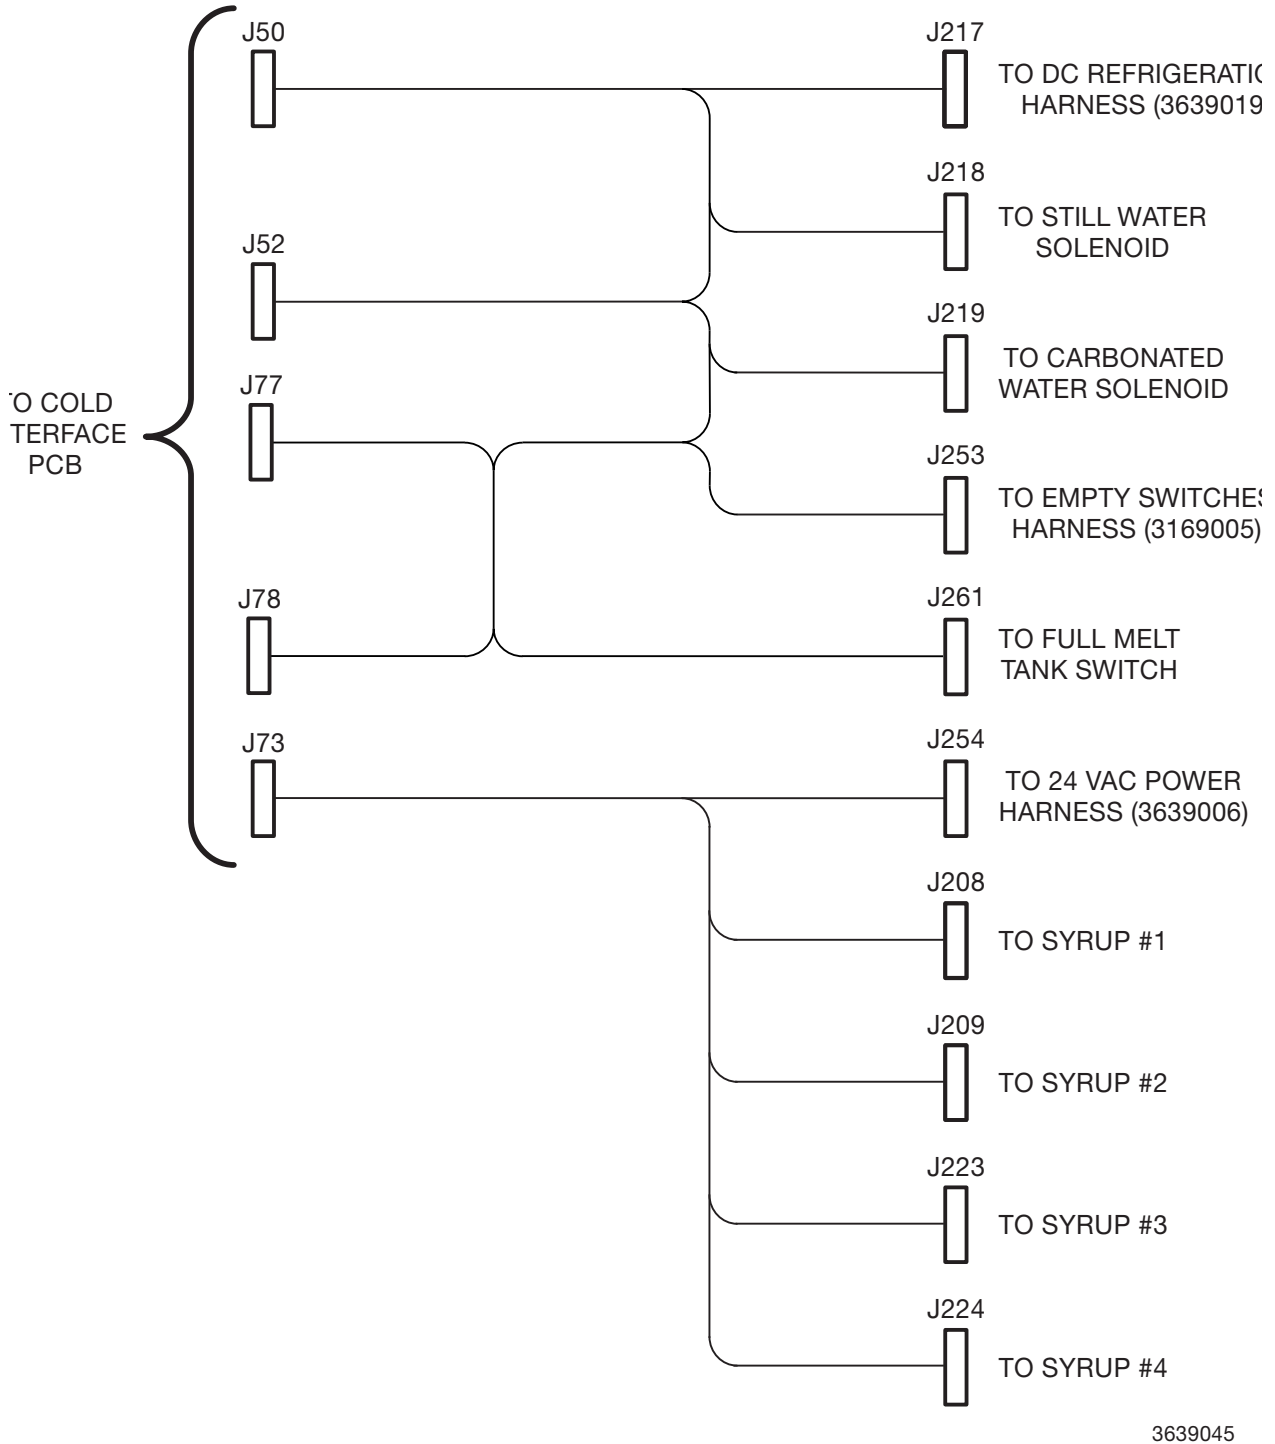 J50
J217
TO DC REFRIGERATIO
HARNESS (3639019
J218
TO STILL WATER
SOLENOID
J52
J219
TO CARBONATED
WATER SOLENOID
J77
TO COLD
TERFACE
PCB
J253
TO EMPTY SWITCHES
HARNESS (3169005)
J78
J261
TO FULL MELT
TANK SWITCH
J73
J254
TO 24 VAC POWER
HARNESS (3639006)
J208
TO SYRUP #1
J209
TO SYRUP #2
J223
TO SYRUP #3
J224
TO SYRUP #4
3639045